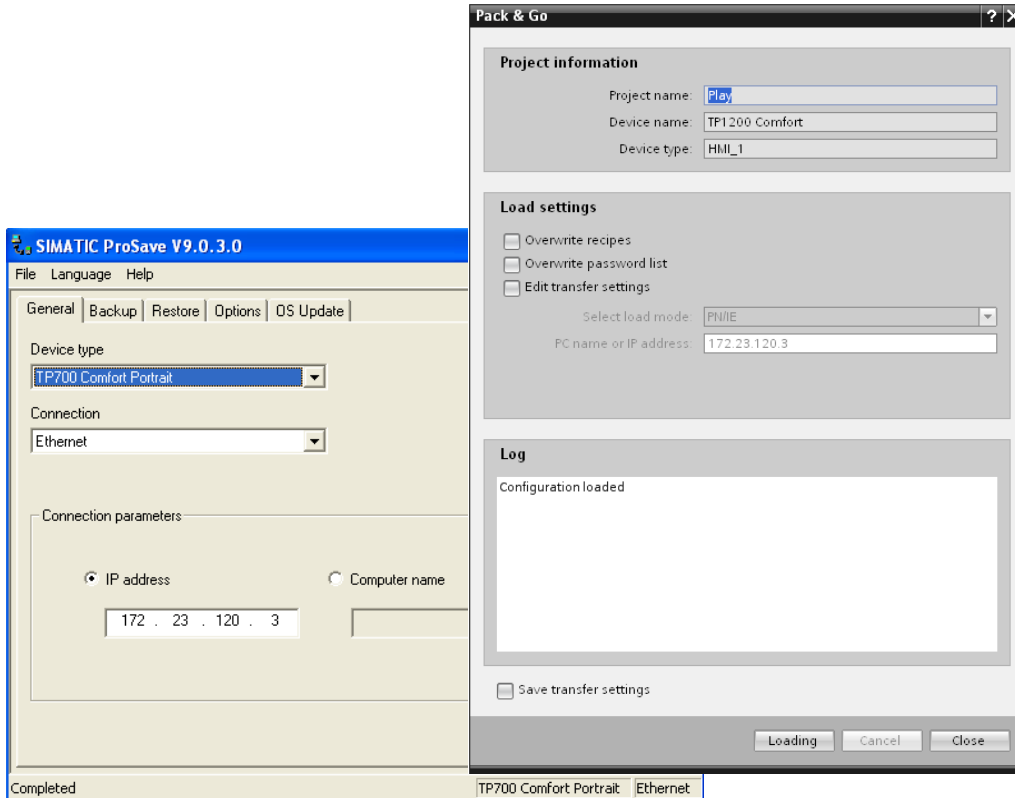 Pack & Go
Project information
Project name: Play
Device name: TP1200 Comfort
Device type: HMI_1
Load settings
Overwrite recipes
Overwrite password list
Edit transfer settings
Select load mode: PN/IE
PC name or IP address: 172.23.120.3
Log
Configuration loaded
Save transfer settings
Loading Cancel Close
SIMATIC ProSave V9.0.3.0
File Language Help
General Backup Restore Options OS Update
Device type
TP700 Comfort Portrait
Connection
Ethernet
Connection parameters
IP address Computer name
172 . 23 . 120 . 3
Completed TP700 Comfort Portrait Ethernet